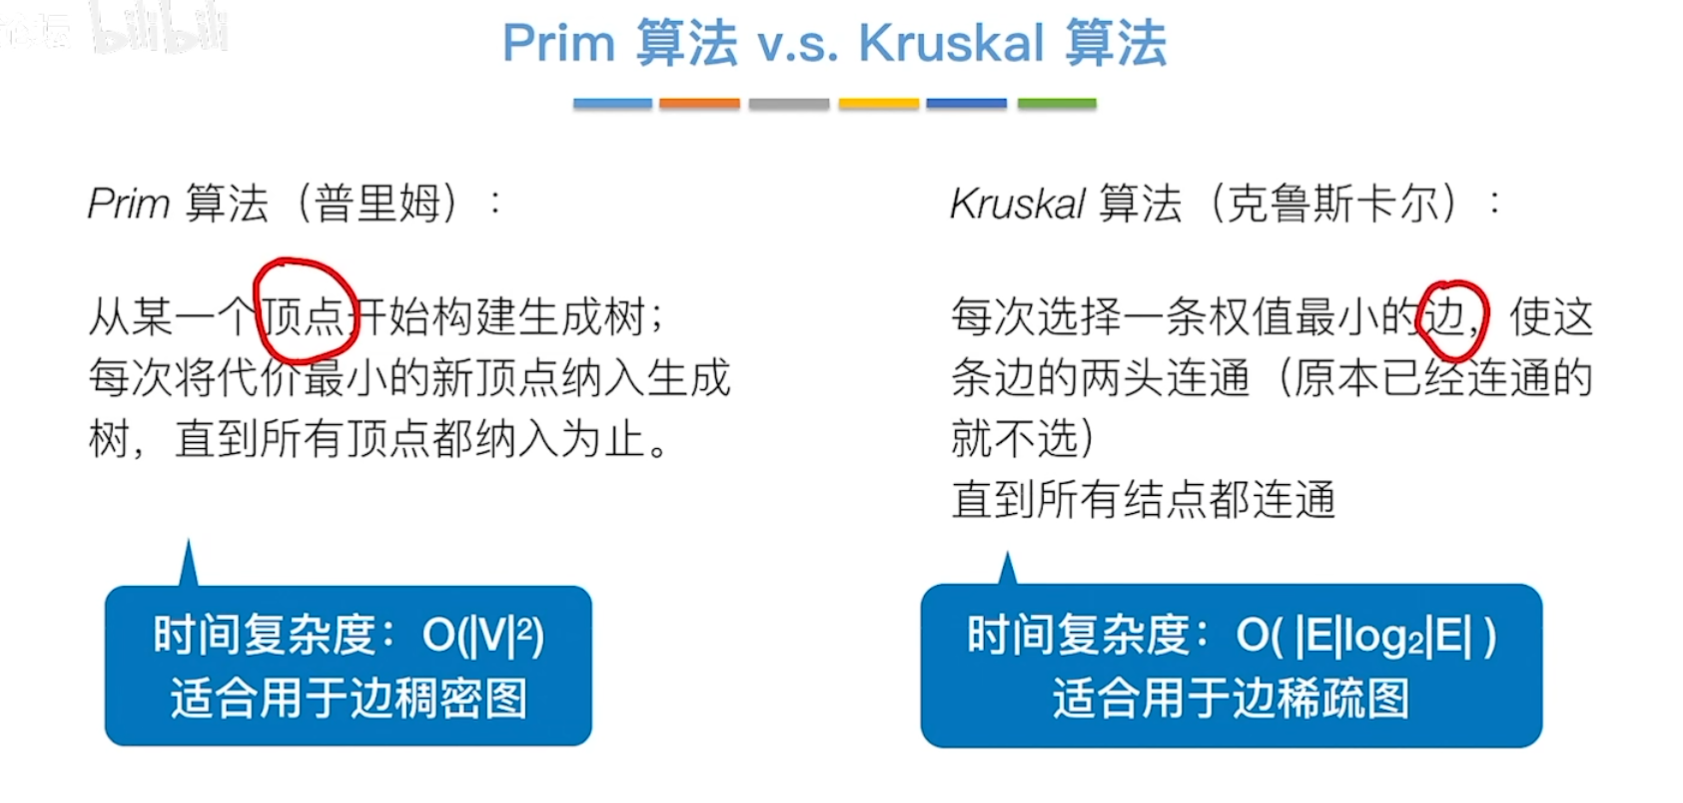 论坛 bilibili
Prim 算法 v.s. Kruskal 算法
Prim 算法（普里姆）：
从某一个顶点开始构建生成树；
每次将代价最小的新顶点纳入生成
树，直到所有顶点都纳入为止。
时间复杂度：O(|V|²)
适合用于边稠密图
Kruskal 算法（克鲁斯卡尔）：
每次选择一条权值最小的边，使这
条边的两头连通（原本已经连通的
就不选）
直到所有结点都连通
时间复杂度：O( |E|log₂|E| )
适合用于边稀疏图